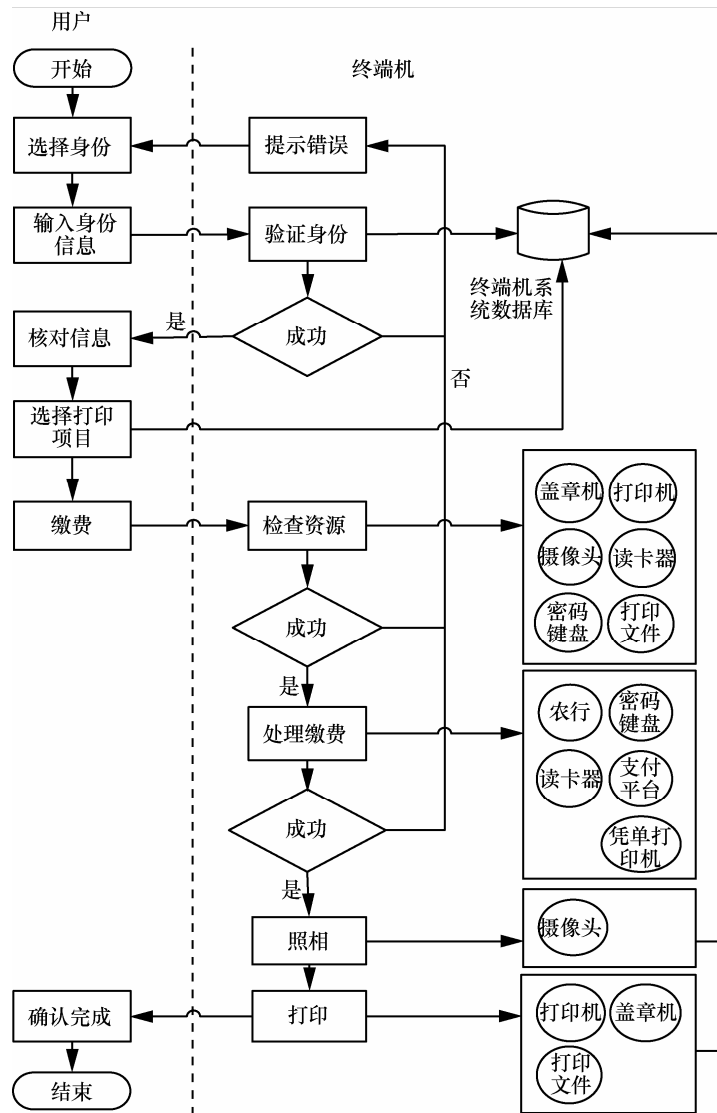 用户
终端机
开始
选择身份
提示错误
输入身份
信息
验证身份
终端机系
统数据库
核对信息
是
成功
否
选择打印
项目
缴费
检查资源
盖章机
打印机
摄像头
读卡器
密码
键盘
打印
文件
成功
是
处理缴费
农行
密码
键盘
读卡器
支付
平台
成功
凭单打
印机
是
照相
摄像头
确认完成
打印
打印机
盖章机
打印
文件
结束